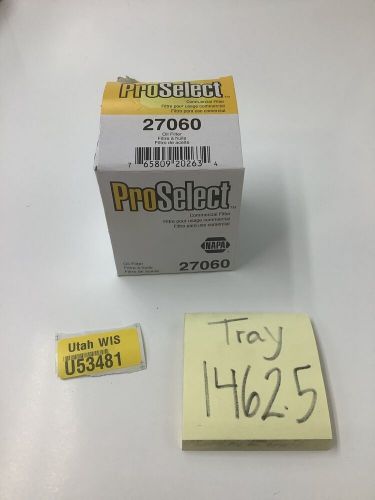 ProSelect™
Commercial Filter
Filtre pour usage commercial
Filtro para uso comercial
27060
Oil Filter
Filtre à huile
Filtro de aceite
7 65809 20263 4
ProSelect™
Commercial Filter
Filtre pour usage commercial
Filtro para uso comercial
NAPA
Oil Filter
Filtre à huile
Filtro de aceite
27060
Utah WIS
U53481
Tray
1462.5